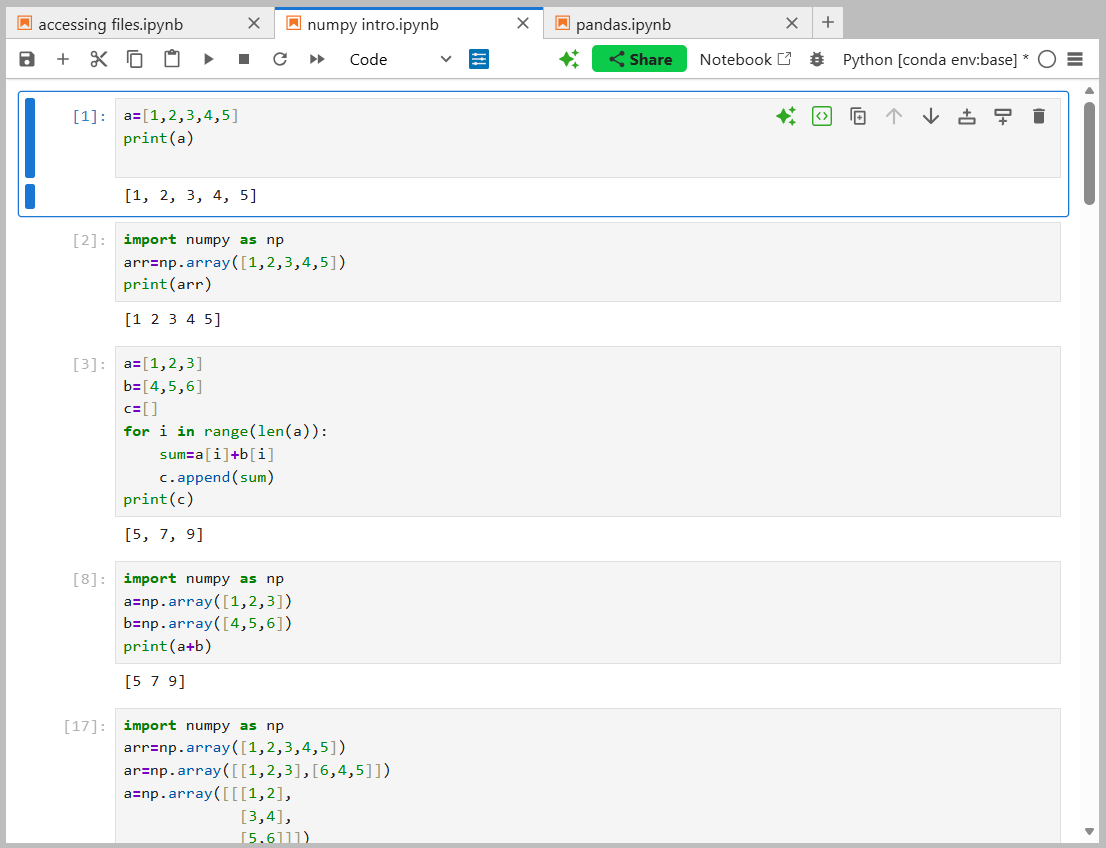 accessing files.ipynb
numpy intro.ipynb
pandas.ipynb
Code
Share
Notebook
Python [conda env:base] *
[1]:
a=[1,2,3,4,5]
print(a)
[1, 2, 3, 4, 5]
[2]:
import numpy as np
arr=np.array([1,2,3,4,5])
print(arr)
[1 2 3 4 5]
[3]:
a=[1,2,3]
b=[4,5,6]
c=[]
for i in range(len(a)):
    sum=a[i]+b[i]
    c.append(sum)
print(c)
[5, 7, 9]
[8]:
import numpy as np
a=np.array([1,2,3])
b=np.array([4,5,6])
print(a+b)
[5 7 9]
[17]:
import numpy as np
arr=np.array([1,2,3,4,5])
ar=np.array([[1,2,3],[6,4,5]])
a=np.array([[[1,2],
             [3,4],
             [5,6]]])